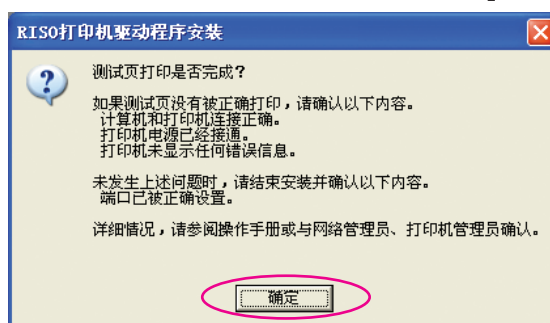 RISO打印机驱动程序安装
测试页打印是否完成?
如果测试页没有被正确打印，请确认以下内容。
计算机和打印机连接正确。
打印机电源已经接通。
打印机未显示任何错误信息。
未发生上述问题时，请结束安装并确认以下内容。
端口已被正确设置。
详细情况，请参阅操作手册或与网络管理员、打印机管理员确认。
确定